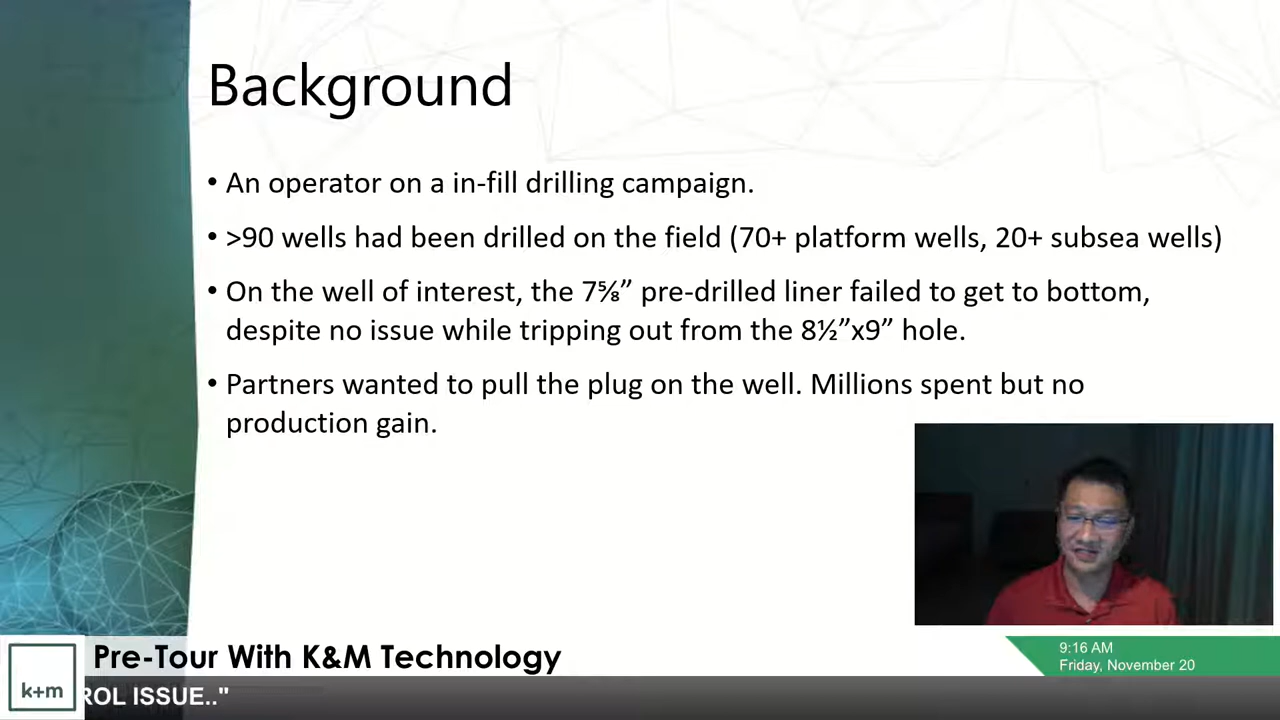 Background
• An operator on a in-fill drilling campaign.
• >90 wells had been drilled on the field (70+ platform wells, 20+ subsea wells)
• On the well of interest, the 7⅝” pre-drilled liner failed to get to bottom,
despite no issue while tripping out from the 8½”x9” hole.
• Partners wanted to pull the plug on the well. Millions spent but no
production gain.
Pre-Tour With K&M Technology
9:16 AM
Friday, November 20
k+m
ROL ISSUE.."